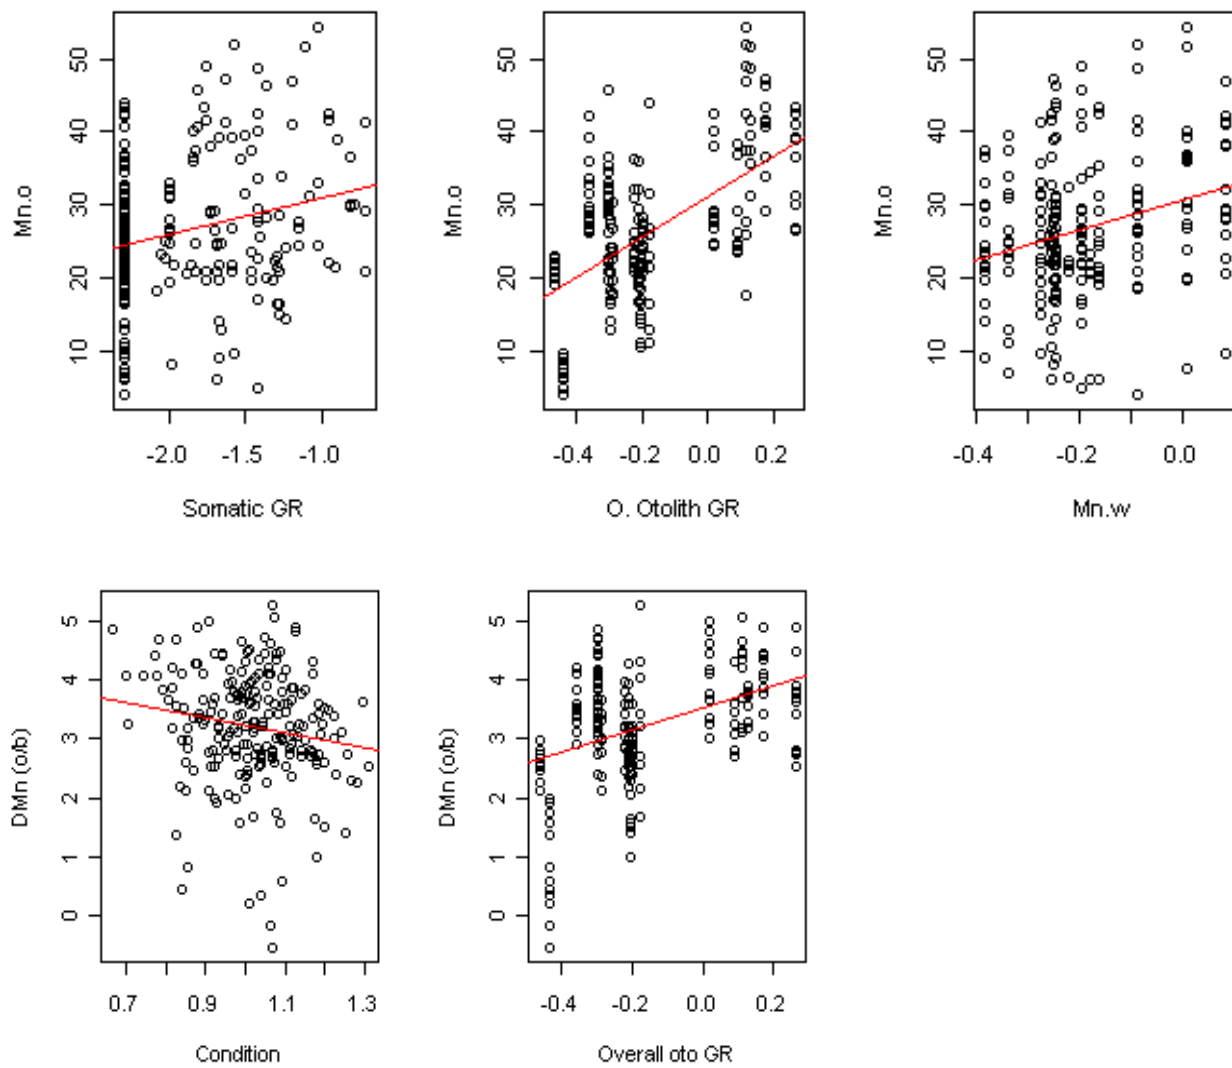 50
40
30
20
10
Mn.o
-2.0 -1.5 -1.0
Somatic GR
50
40
30
20
10
Mn.o
-0.4 -0.2 0.0 0.2
O. Otolith GR
50
40
30
20
10
Mn.o
-0.4 -0.2 0.0
Mn.w
5
4
3
2
1
0
DMn (o/b)
0.7 0.9 1.1 1.3
Condition
5
4
3
2
1
0
DMn (o/b)
-0.4 -0.2 0.0 0.2
Overall oto GR